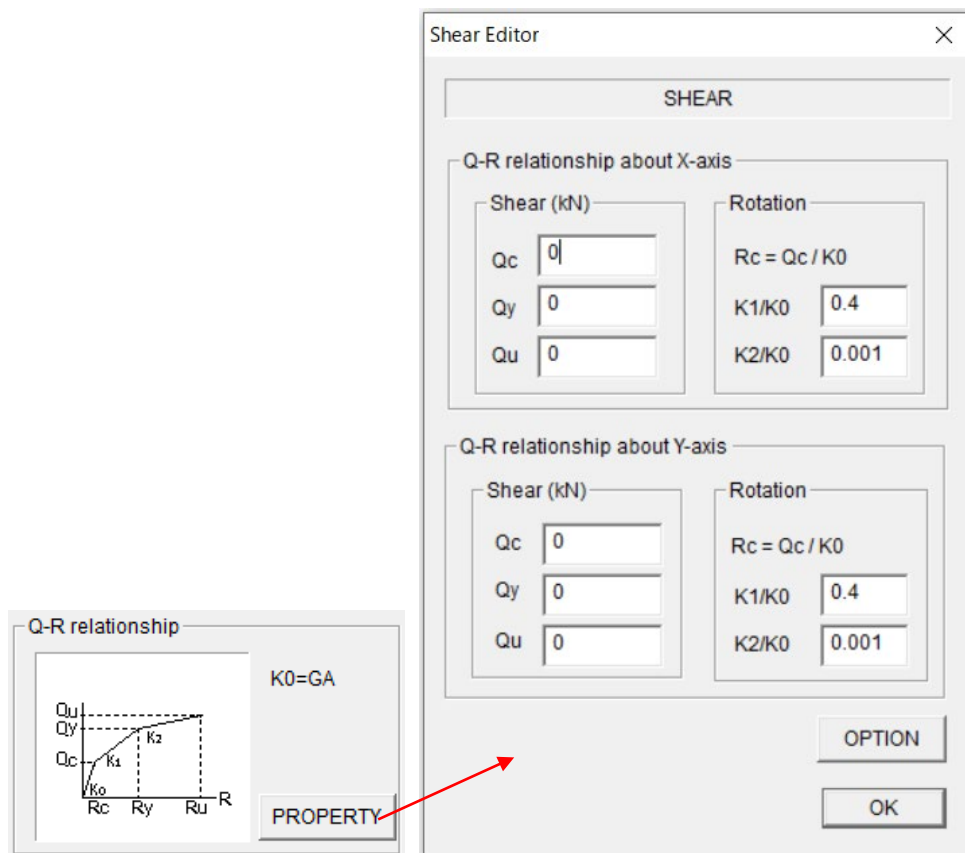 Shear Editor
SHEAR
Q-R relationship about X-axis
Shear (kN)
Qc 0
Qy 0
Qu 0
Rotation
Rc = Qc / K0
K1/K0 0.4
K2/K0 0.001
Q-R relationship about Y-axis
Shear (kN)
Qc 0
Qy 0
Qu 0
Rotation
Rc = Qc / K0
K1/K0 0.4
K2/K0 0.001
OPTION
OK
Q-R relationship
K0=GA
Qu
Qy
K2
Qc
K1
K0
Rc Ry Ru R
PROPERTY